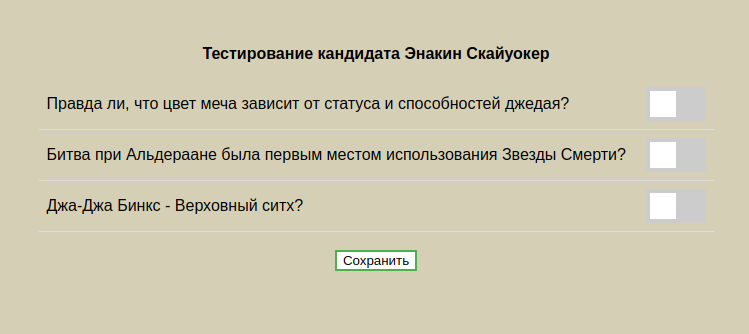 Тестирование кандидата Энакин Скайуокер
Правда ли, что цвет меча зависит от статуса и способностей джедая?
Битва при Альдераане была первым местом использования Звезды Смерти?
Джа-Джа Бинкс - Верховный ситх?
Сохранить